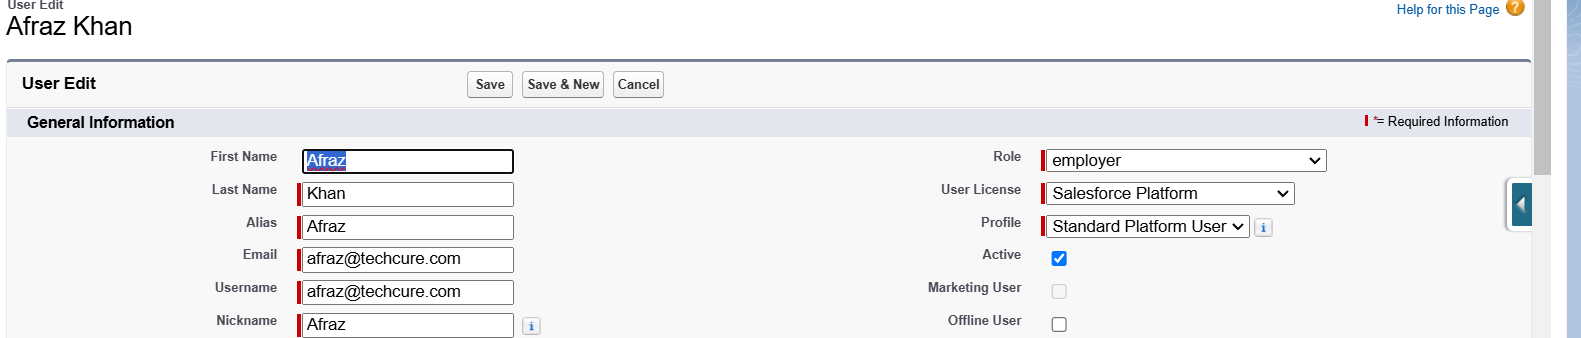 User Edit
Afraz Khan
Help for this Page ?
User Edit
Save Save & New Cancel
General Information
*= Required Information
First Name Afraz
Role employer
Last Name Khan
User License Salesforce Platform
Alias Afraz
Profile Standard Platform User i
Email afraz@techcure.com
Active
Username afraz@techcure.com
Marketing User
Nickname Afraz i
Offline User